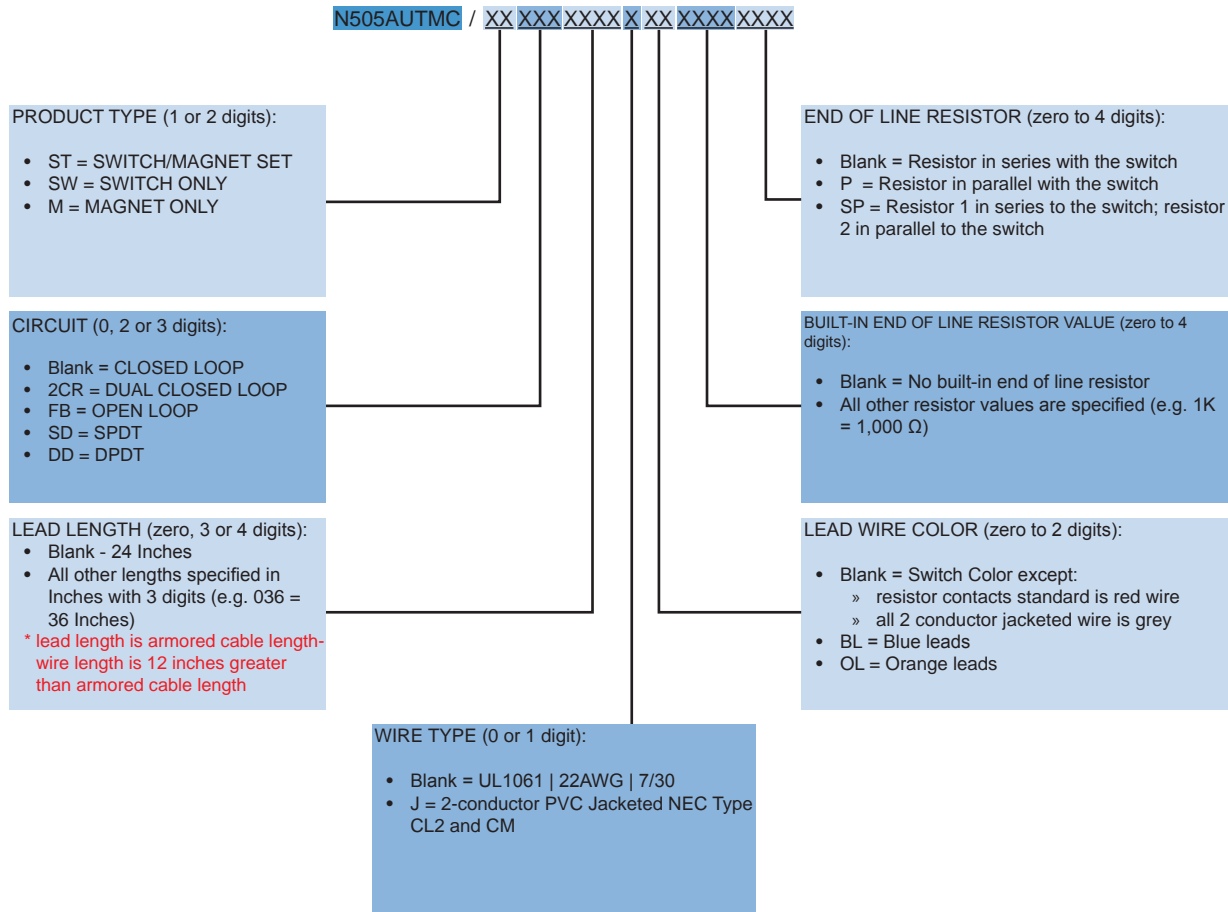 N505AUTMC / XX XXX XXXX X XX XXXX XXXX
PRODUCT TYPE (1 or 2 digits):
• ST = SWITCH/MAGNET SET
• SW = SWITCH ONLY
• M = MAGNET ONLY
CIRCUIT (0, 2 or 3 digits):
• Blank = CLOSED LOOP
• 2CR = DUAL CLOSED LOOP
• FB = OPEN LOOP
• SD = SPDT
• DD = DPDT
LEAD LENGTH (zero, 3 or 4 digits):
• Blank - 24 Inches
• All other lengths specified in
Inches with 3 digits (e.g. 036 =
36 Inches)
* lead length is armored cable length-
wire length is 12 inches greater
than armored cable length
WIRE TYPE (0 or 1 digit):
• Blank = UL1061 | 22AWG | 7/30
• J = 2-conductor PVC Jacketed NEC Type
CL2 and CM
END OF LINE RESISTOR (zero to 4 digits):
• Blank = Resistor in series with the switch
• P = Resistor in parallel with the switch
• SP = Resistor 1 in series to the switch; resistor
2 in parallel to the switch
BUILT-IN END OF LINE RESISTOR VALUE (zero to 4
digits):
• Blank = No built-in end of line resistor
• All other resistor values are specified (e.g. 1K
= 1,000 Ω)
LEAD WIRE COLOR (zero to 2 digits):
• Blank = Switch Color except:
» resistor contacts standard is red wire
» all 2 conductor jacketed wire is grey
• BL = Blue leads
• OL = Orange leads